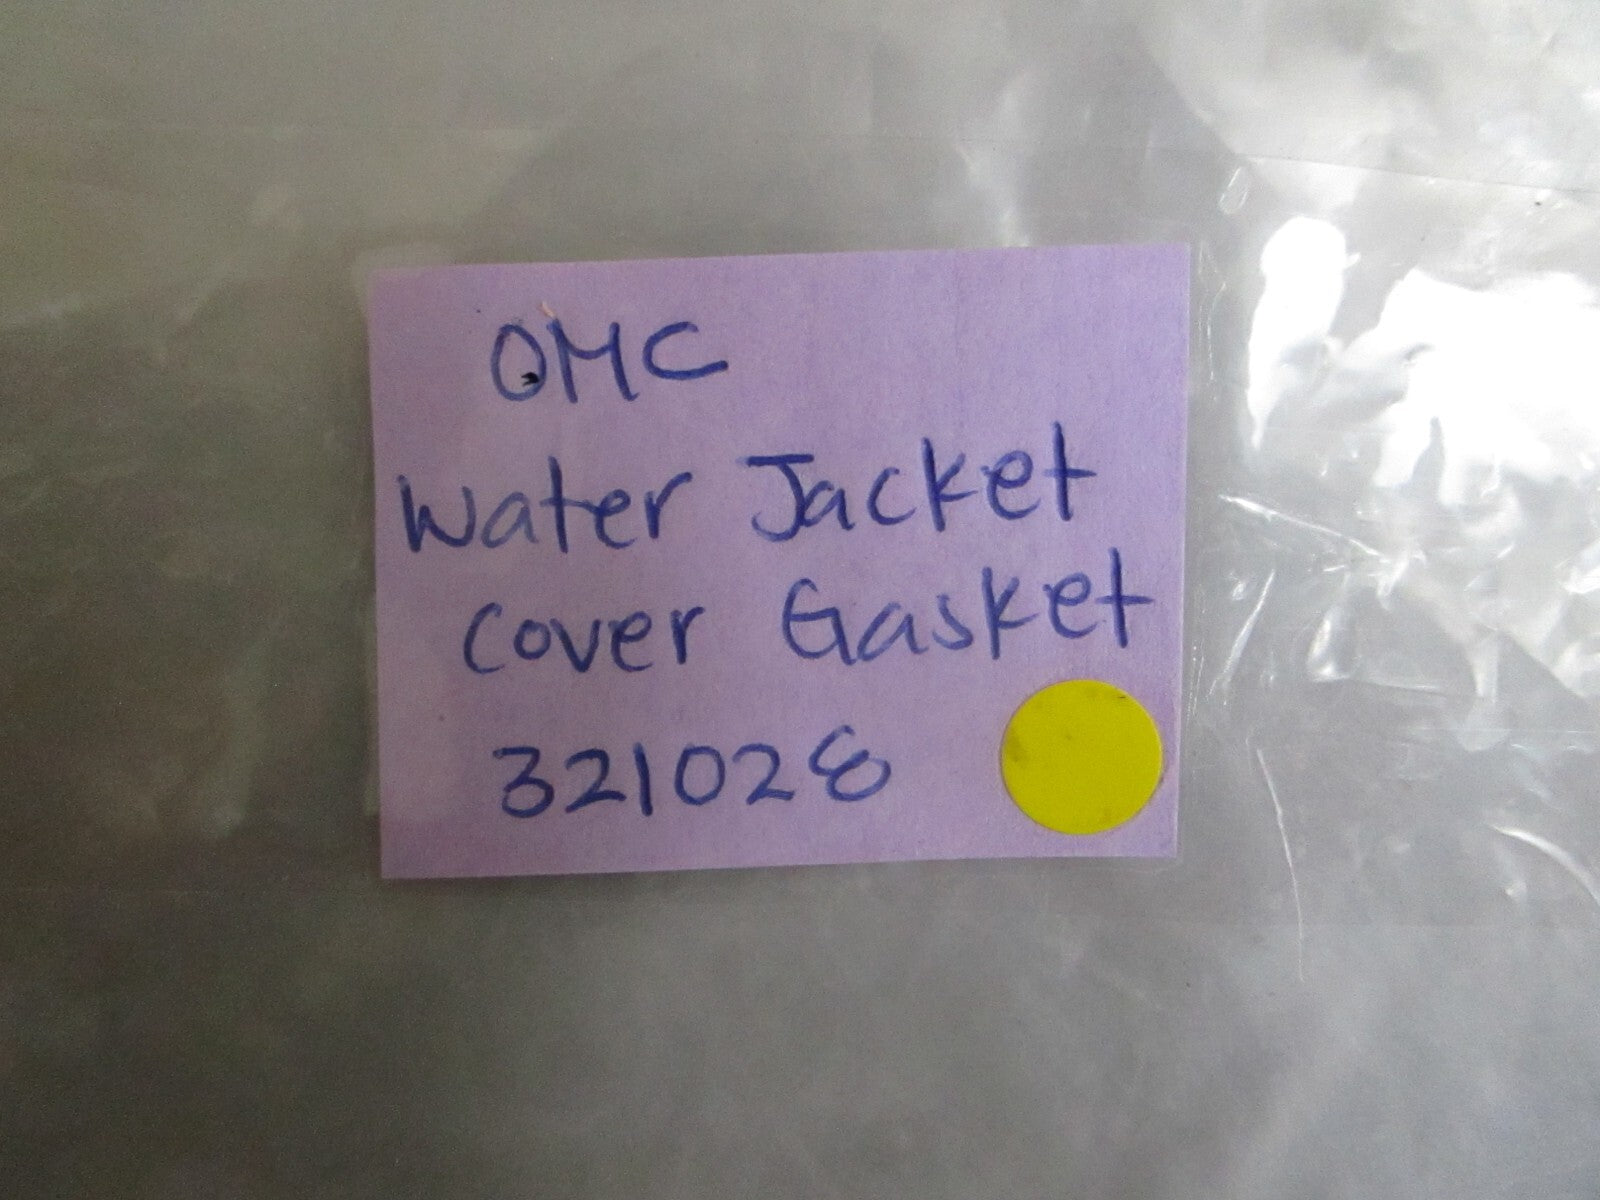 OMC
Water Jacket
Cover Gasket
321028